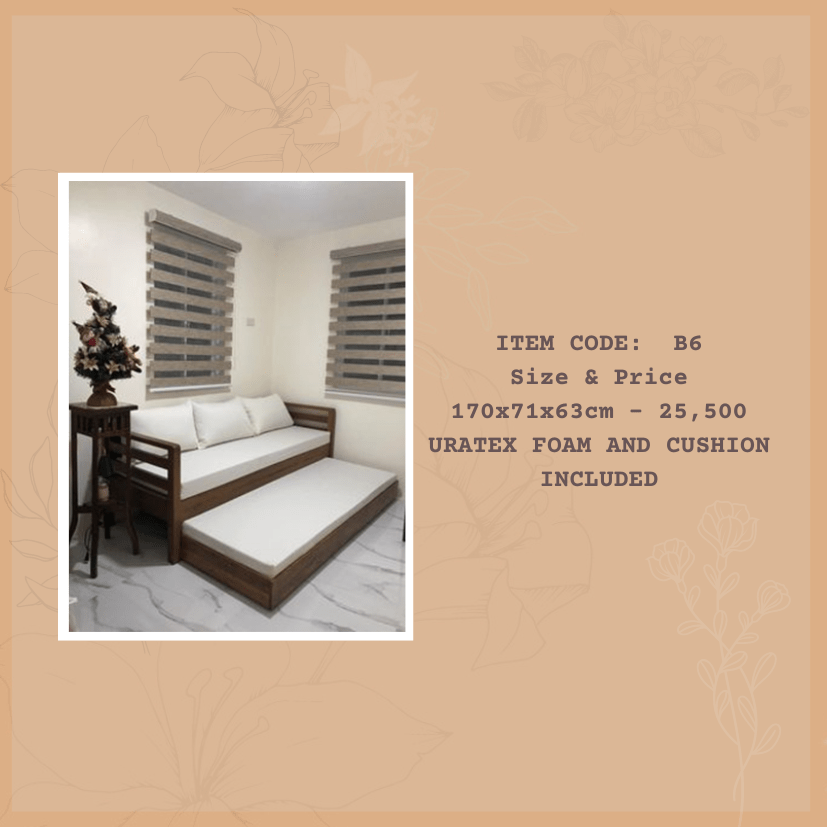 ITEM CODE:  B6
Size & Price
170x71x63cm - 25,500
URATEX FOAM AND CUSHION
INCLUDED